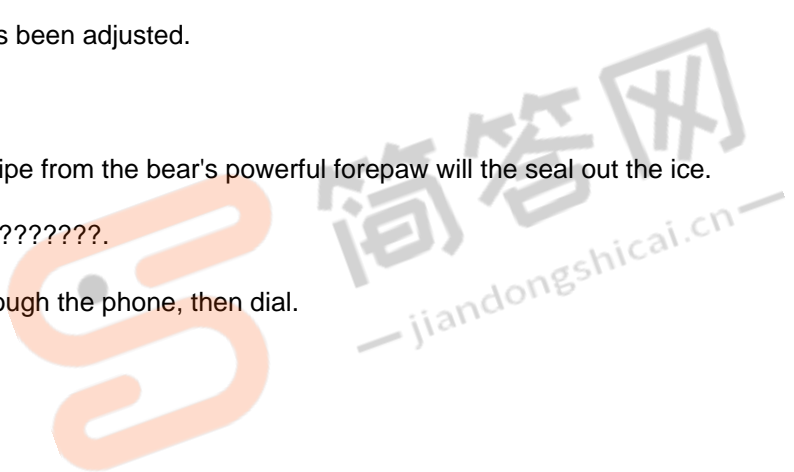 s been adjusted.
ipe from the bear's powerful forepaw will the seal out the ice.
????????.
ough the phone, then dial.
简答网
jiandongshicai.cn